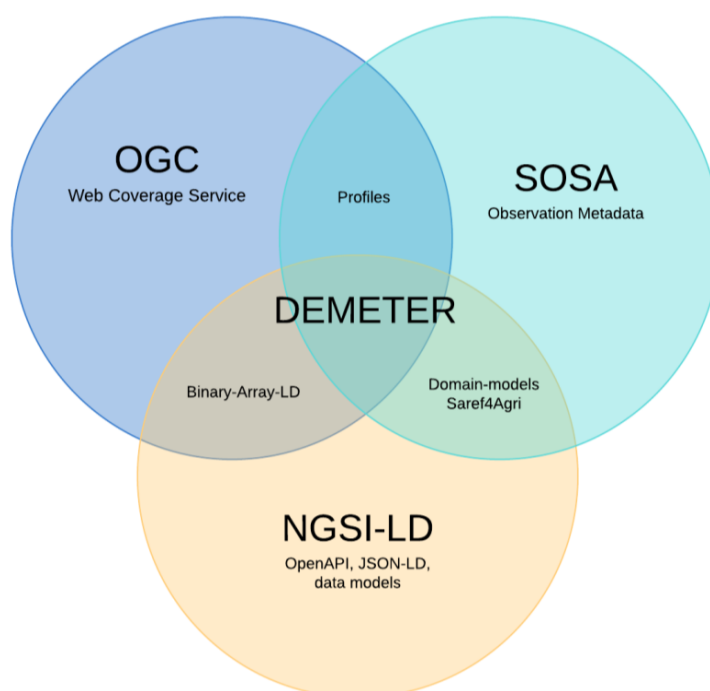 OGC
Web Coverage Service
Profiles
SOSA
Observation Metadata
DEMETER
Binary-Array-LD
Domain-models
Saref4Agri
NGSI-LD
OpenAPI, JSON-LD,
data models